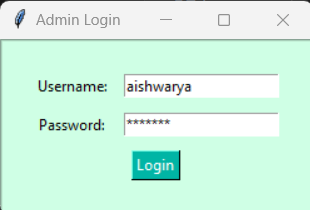 Admin Login
Username: aishwarya
Password: *******
Login